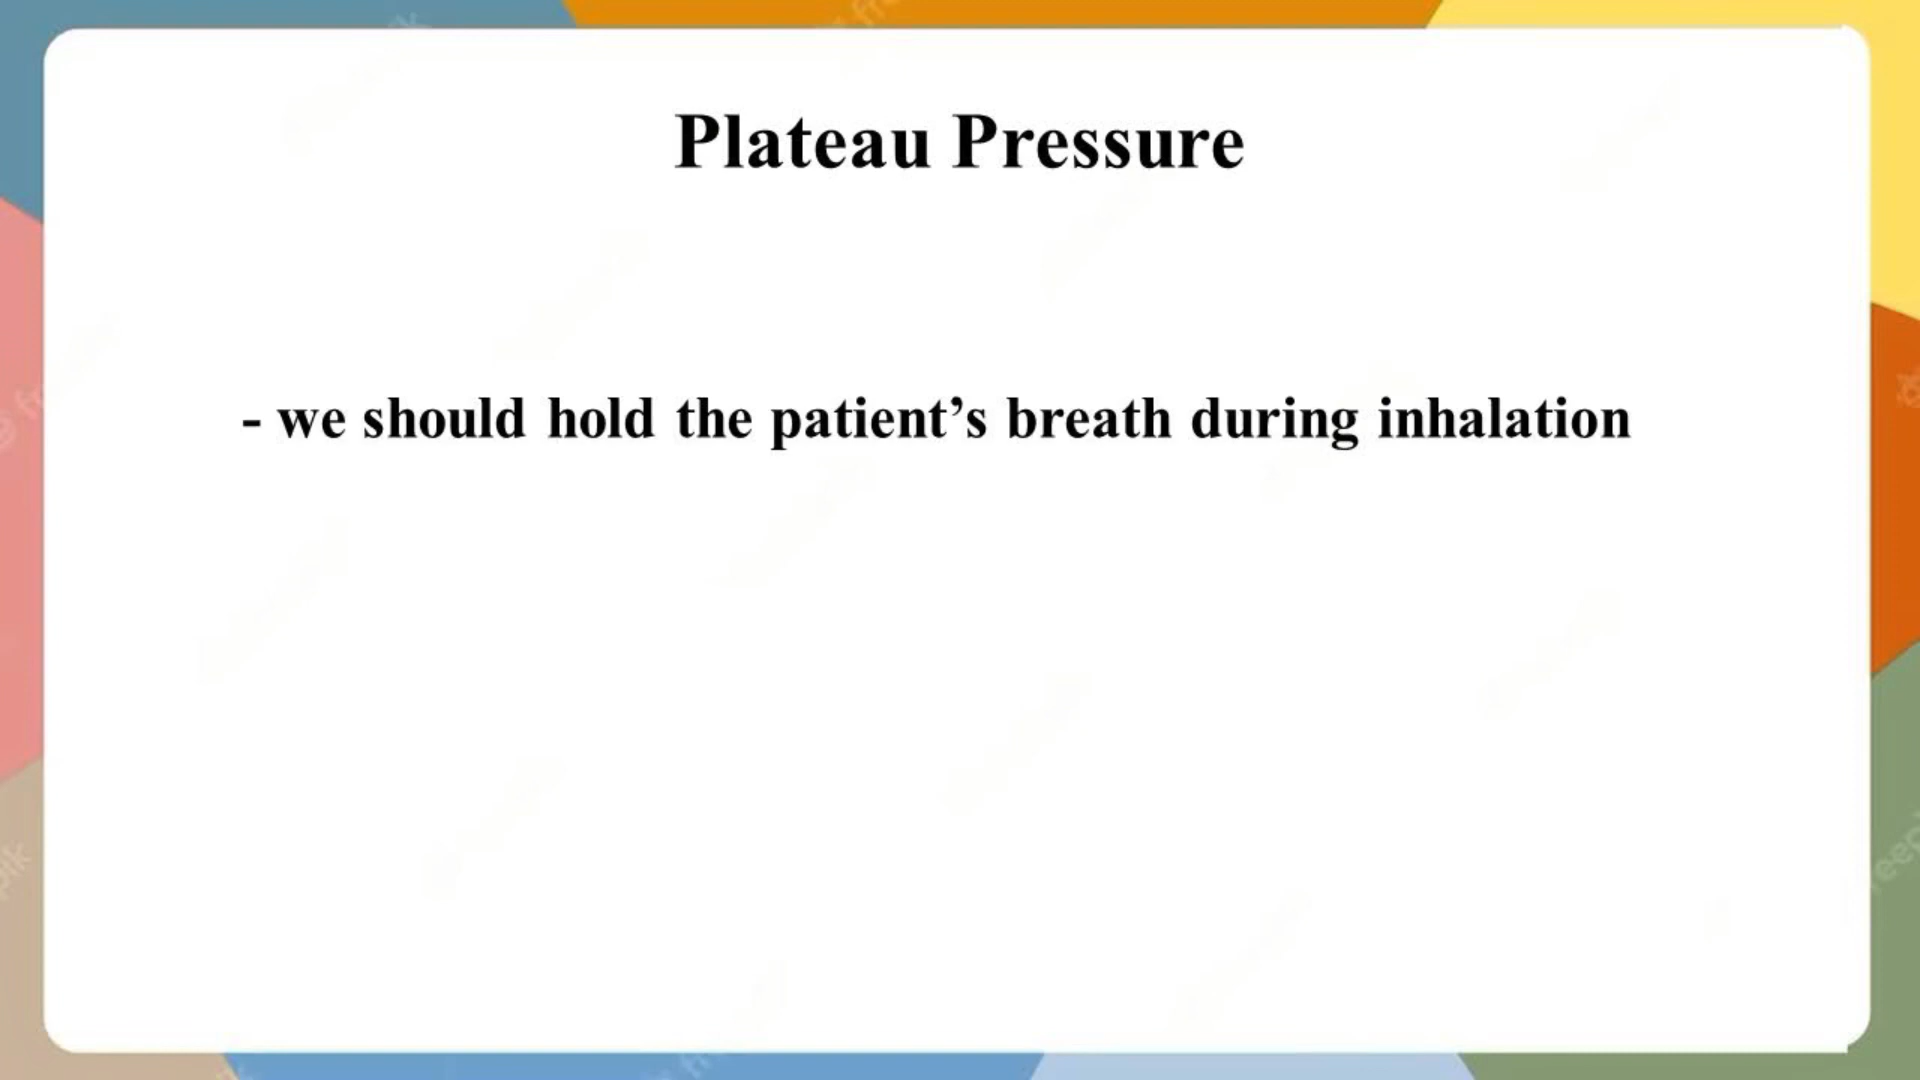 Plateau Pressure
- we should hold the patient’s breath during inhalation